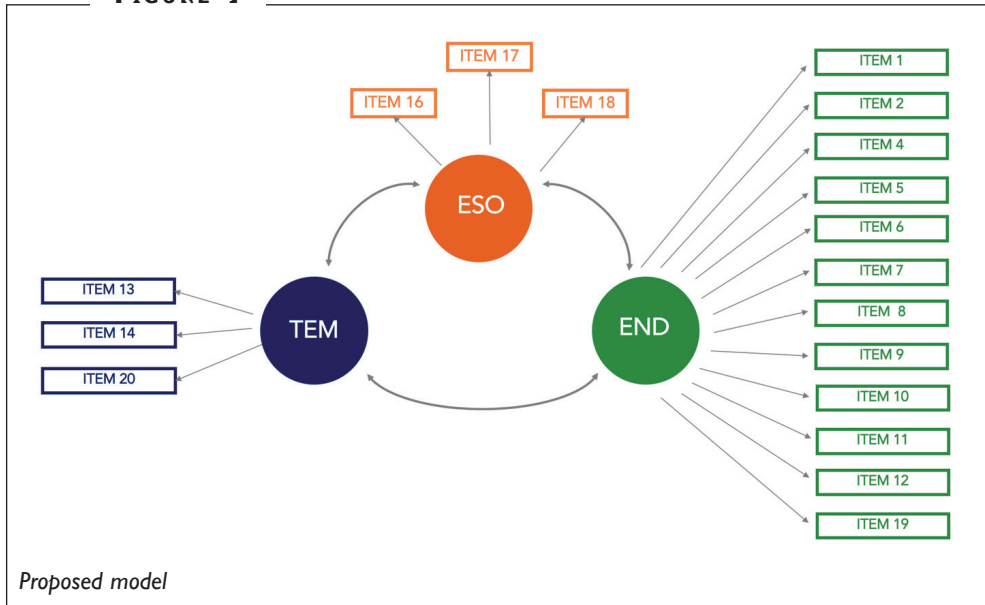 ITEM 17
ITEM 16
ITEM 18
ESO
ITEM 13
ITEM 14
ITEM 20
TEM
END
ITEM 1
ITEM 2
ITEM 4
ITEM 5
ITEM 6
ITEM 7
ITEM 8
ITEM 9
ITEM 10
ITEM 11
ITEM 12
ITEM 19
Proposed model